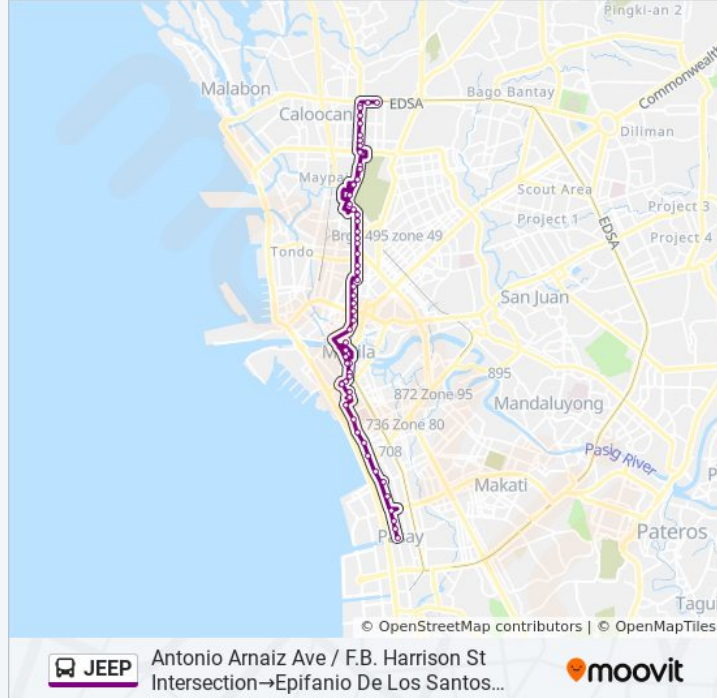 Pingki-an 2
Malabon
Bago Bantay
Commonwealth
EDSA
Caloocan
Diliman
Maypa
Scout Area
Project 1
Project 3
Brg 495 zone 49
EDSA
Project 4
Tondo
San Juan
Manila
895
872 Zone 95
Mandaluyong
736 Zone 80
708
Pasig River
Makati
Pasay
Pateros
Tagui
© OpenStreetMap contributors | © OpenMapTiles
JEEP
Antonio Arnaiz Ave / F.B. Harrison St
Intersection→Epifanio De Los Santos…
moovit